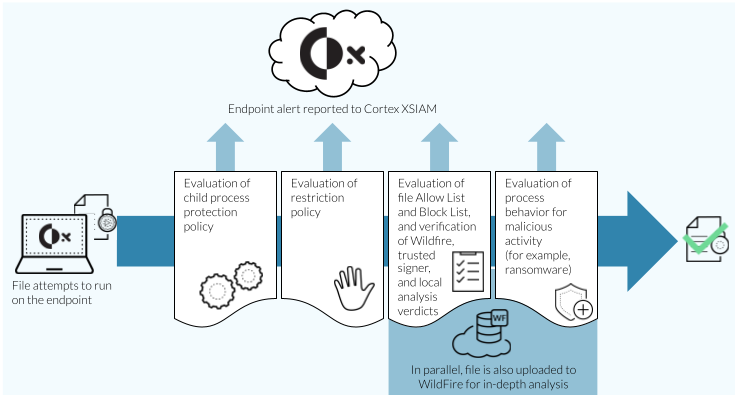 Endpoint alert reported to Cortex XSIAM
File attempts to run
on the endpoint
Evaluation of
child process
protection
policy
Evaluation of
restriction
policy
Evaluation of
file Allow List
and Block List,
and verification
of Wildfire,
trusted
signer,
and local
analysis
verdicts
Evaluation of
process
behavior for
malicious
activity
(for example,
ransomware)
WF
In parallel, file is also uploaded to
WildFire for in-depth analysis